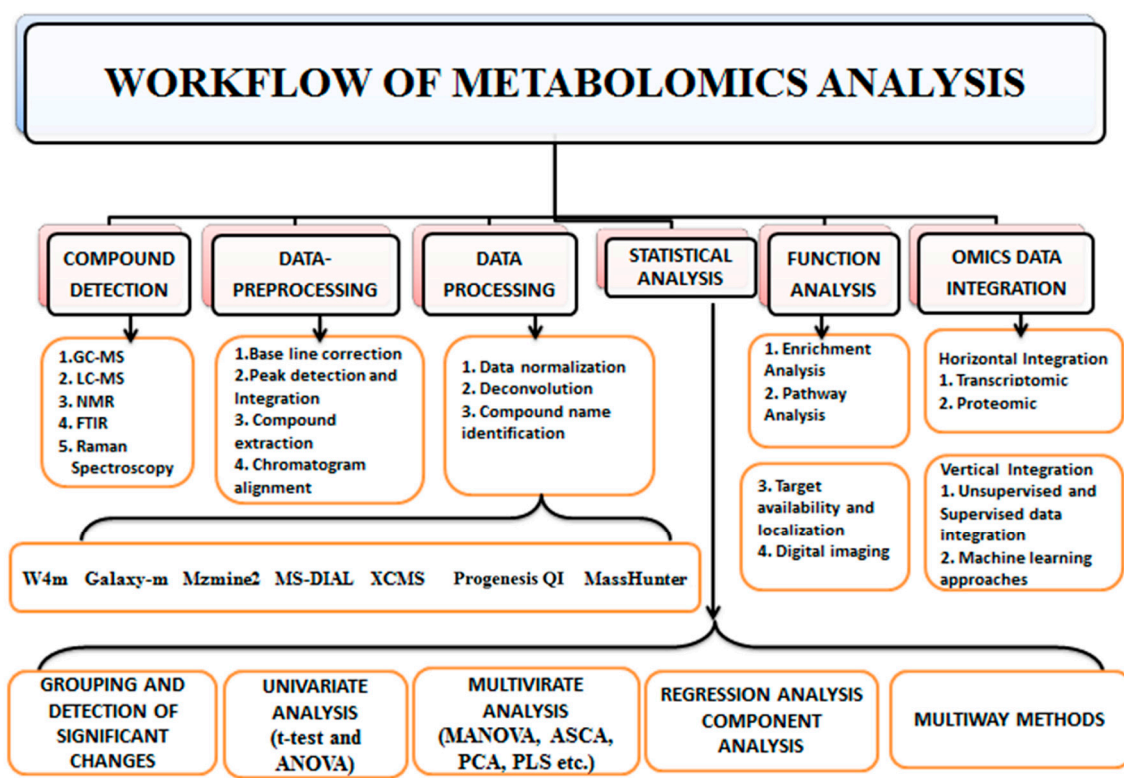 WORKFLOW OF METABOLOMICS ANALYSIS
COMPOUND
DETECTION
DATA-
PREPROCESSING
DATA
PROCESSING
STATISTICAL
ANALYSIS
FUNCTION
ANALYSIS
OMICS DATA
INTEGRATION
1.GC-MS
2. LC-MS
3. NMR
4. FTIR
5. Raman
Spectroscopy
1.Base line correction
2.Peak detection and
Integration
3. Compound
extraction
4. Chromatogram
alignment
1. Data normalization
2. Deconvolution
3. Compound name
identification
1. Enrichment
Analysis
2. Pathway
Analysis
Horizontal Integration
1. Transcriptomic
2. Proteomic
3. Target
availability and
localization
4. Digital imaging
Vertical Integration
1. Unsupervised and
Supervised data
integration
2. Machine learning
approaches
W4m Galaxy-m Mzmine2 MS-DIAL XCMS Progenesis QI MassHunter
GROUPING AND
DETECTION OF
SIGNIFICANT
CHANGES
UNIVARIATE
ANALYSIS
(t-test and
ANOVA)
MULTIVIRATE
ANALYSIS
(MANOVA, ASCA,
PCA, PLS etc.)
REGRESSION ANALYSIS
COMPONENT
ANALYSIS
MULTIWAY METHODS